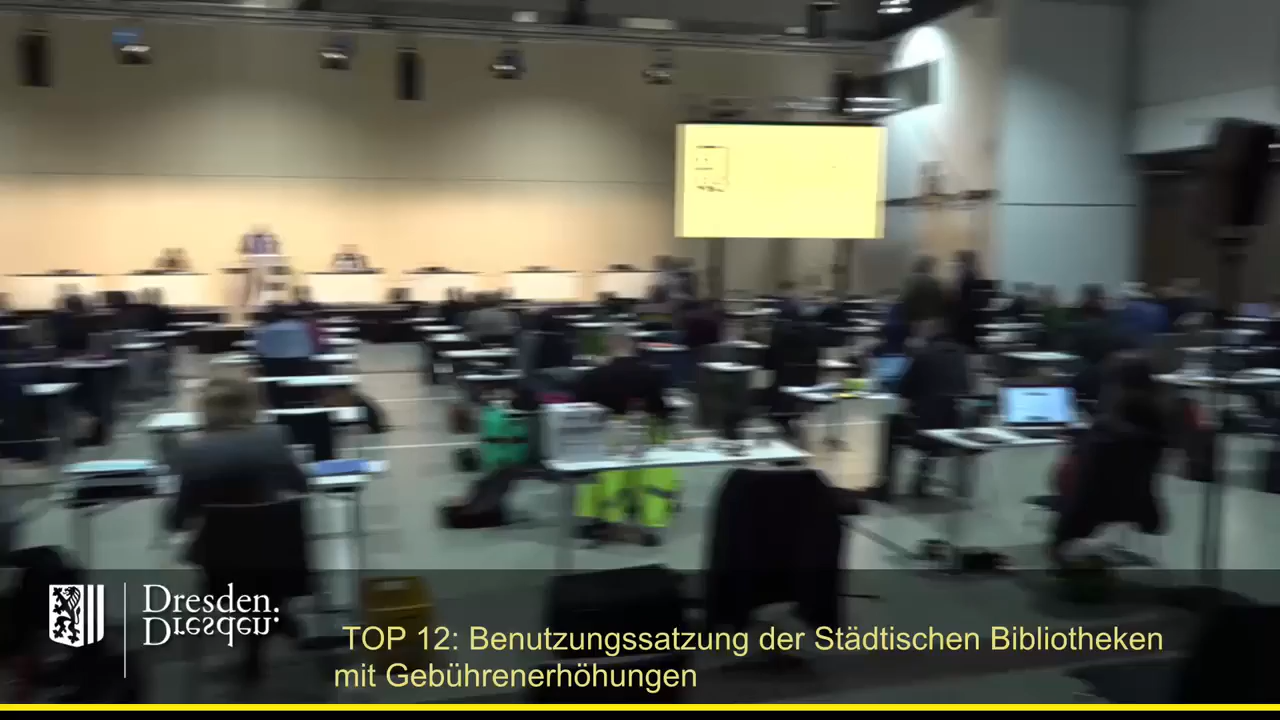 Dresden.
Dresden.
TOP 12: Benutzungssatzung der Städtischen Bibliotheken
mit Gebührenerhöhungen